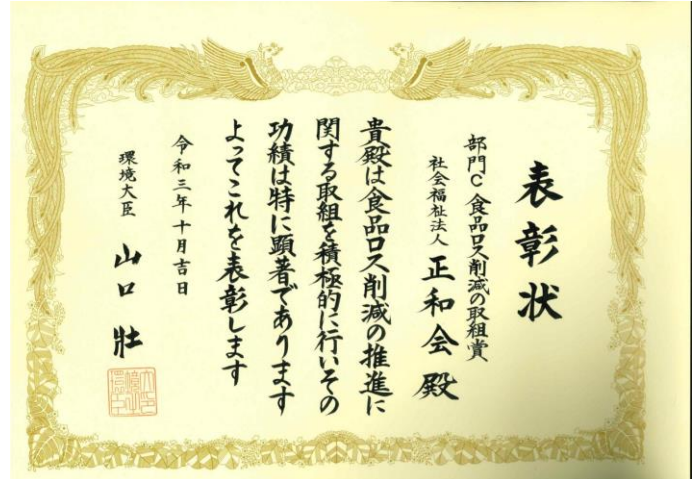 表彰状
部門C 食品ロス削減の取組賞
社会福祉法人 正和会殿
貴殿は食品ロス削減の推進に
関する取組を積極的に行いその
功績は特に顕著であります
よってこれを表彰します
令和三年十月吉日
環境大臣 山口 壯